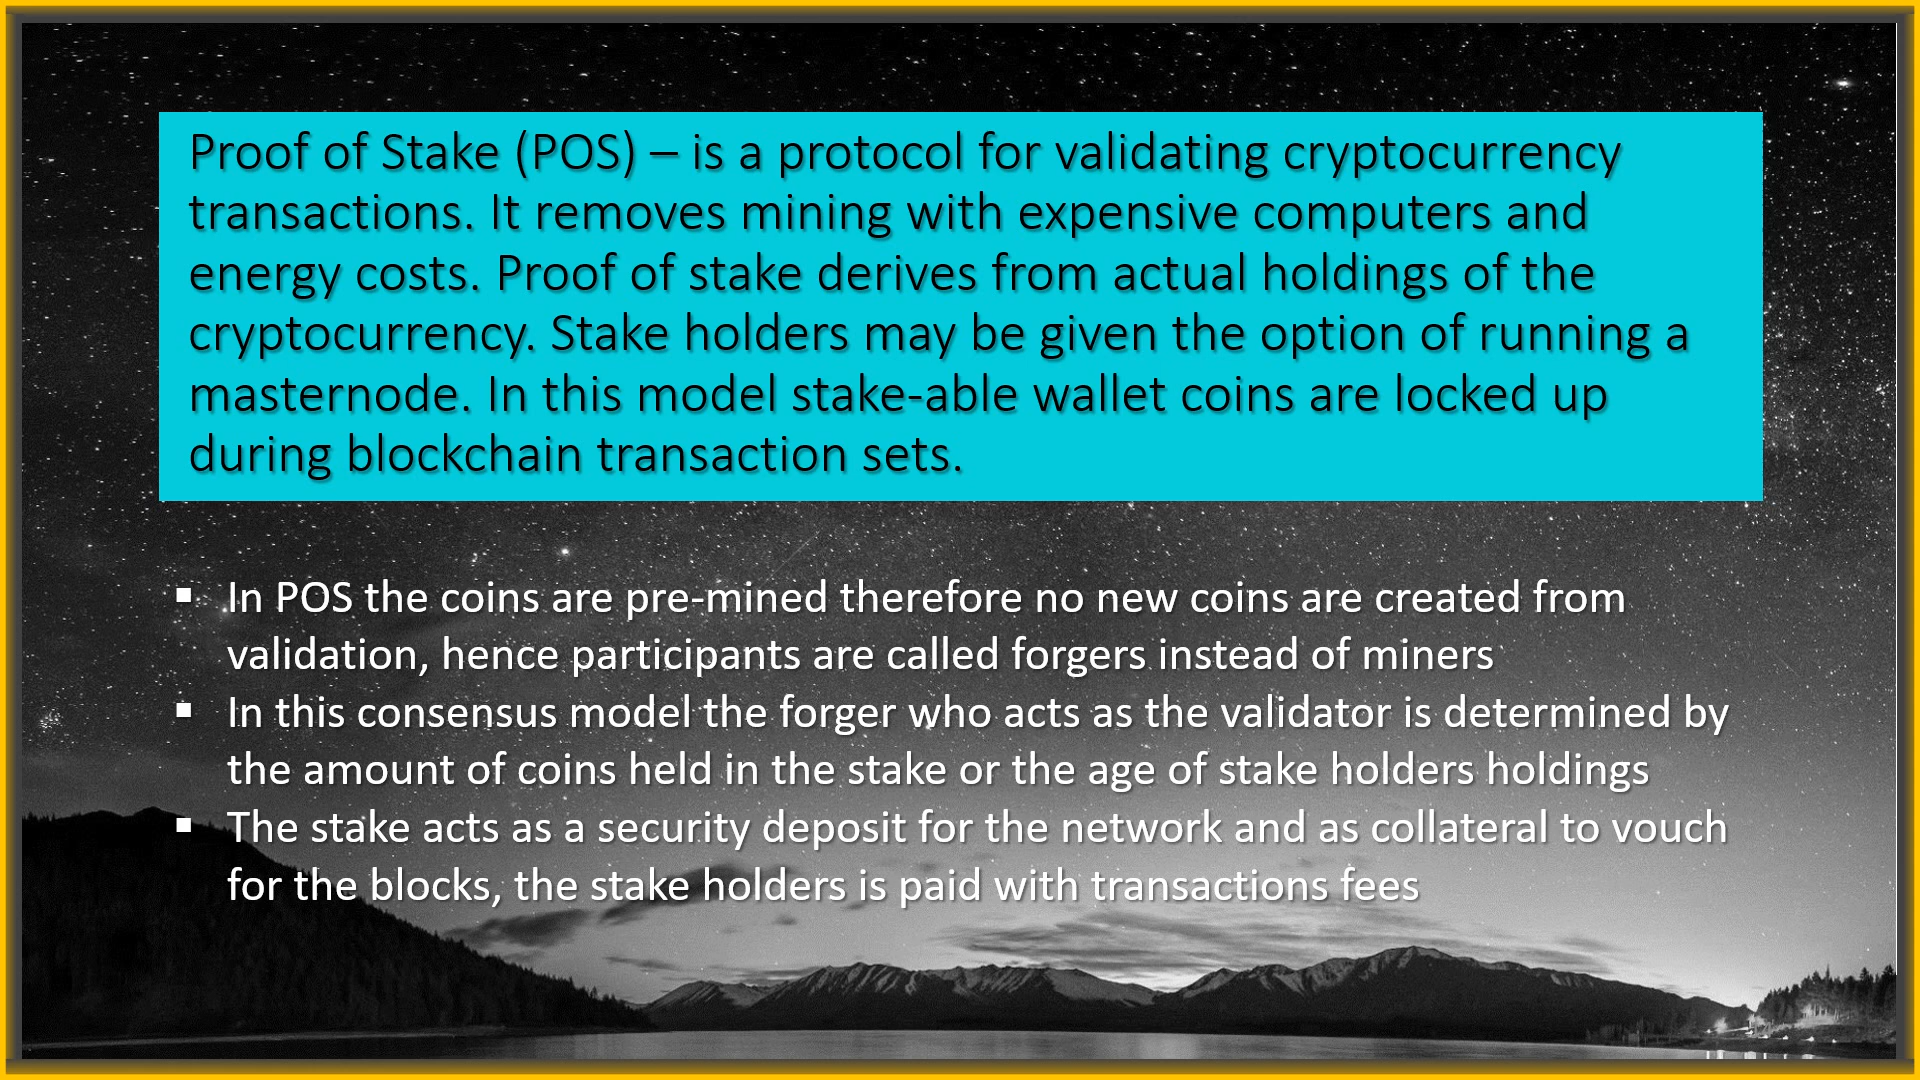 Proof of Stake (POS) – is a protocol for validating cryptocurrency
transactions. It removes mining with expensive computers and
energy costs. Proof of stake derives from actual holdings of the
cryptocurrency. Stake holders may be given the option of running a
masternode. In this model stake-able wallet coins are locked up
during blockchain transaction sets.
▪ In POS the coins are pre-mined therefore no new coins are created from
validation, hence participants are called forgers instead of miners
▪ In this consensus model the forger who acts as the validator is determined by
the amount of coins held in the stake or the age of stake holders holdings
▪ The stake acts as a security deposit for the network and as collateral to vouch
for the blocks, the stake holders is paid with transactions fees